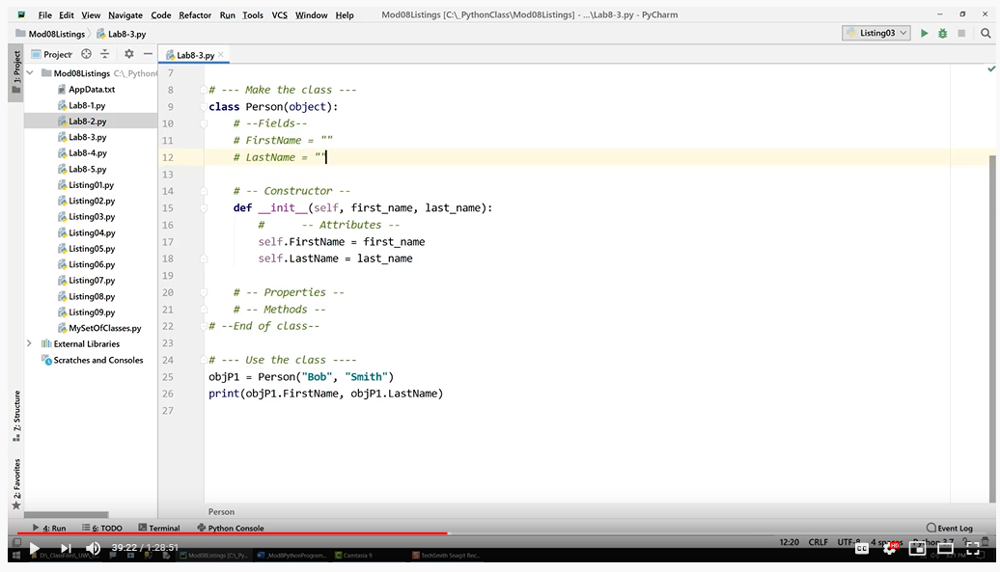 File Edit View Navigate Code Refactor Run Tools VCS Window Help Mod08Listings [C:\_PythonClass\Mod08Listings] - ...\Lab8-3.py - PyCharm
Mod08Listings Lab8-3.py Listing03
1: Project
Project
Lab8-3.py
Mod08Listings C:\_Python
AppData.txt
Lab8-1.py
Lab8-2.py
Lab8-3.py
Lab8-4.py
Lab8-5.py
Listing01.py
Listing02.py
Listing03.py
Listing04.py
Listing05.py
Listing06.py
Listing07.py
Listing08.py
Listing09.py
MySetOfClasses.py
External Libraries
Scratches and Consoles
7
8 # --- Make the class ---
9 class Person(object):
10 # --Fields--
11 # FirstName = ""
12 # LastName = ""
13
14 # -- Constructor --
15 def __init__(self, first_name, last_name):
16 # -- Attributes --
17 self.FirstName = first_name
18 self.LastName = last_name
19
20 # -- Properties --
21 # -- Methods --
22 # --End of class--
23
24 # --- Use the class ----
25 objP1 = Person("Bob", "Smith")
26 print(objP1.FirstName, objP1.LastName)
27
7: Structure
2: Favorites
Person
4: Run 6: TODO Terminal Python Console Event Log
12:20 CRLF UTF-8 4 spaces
39:22 / 1:28:51 CC HD
Mod08Listings [C:\_Py... Camtasia 9 TechSmith Snagit Rec...